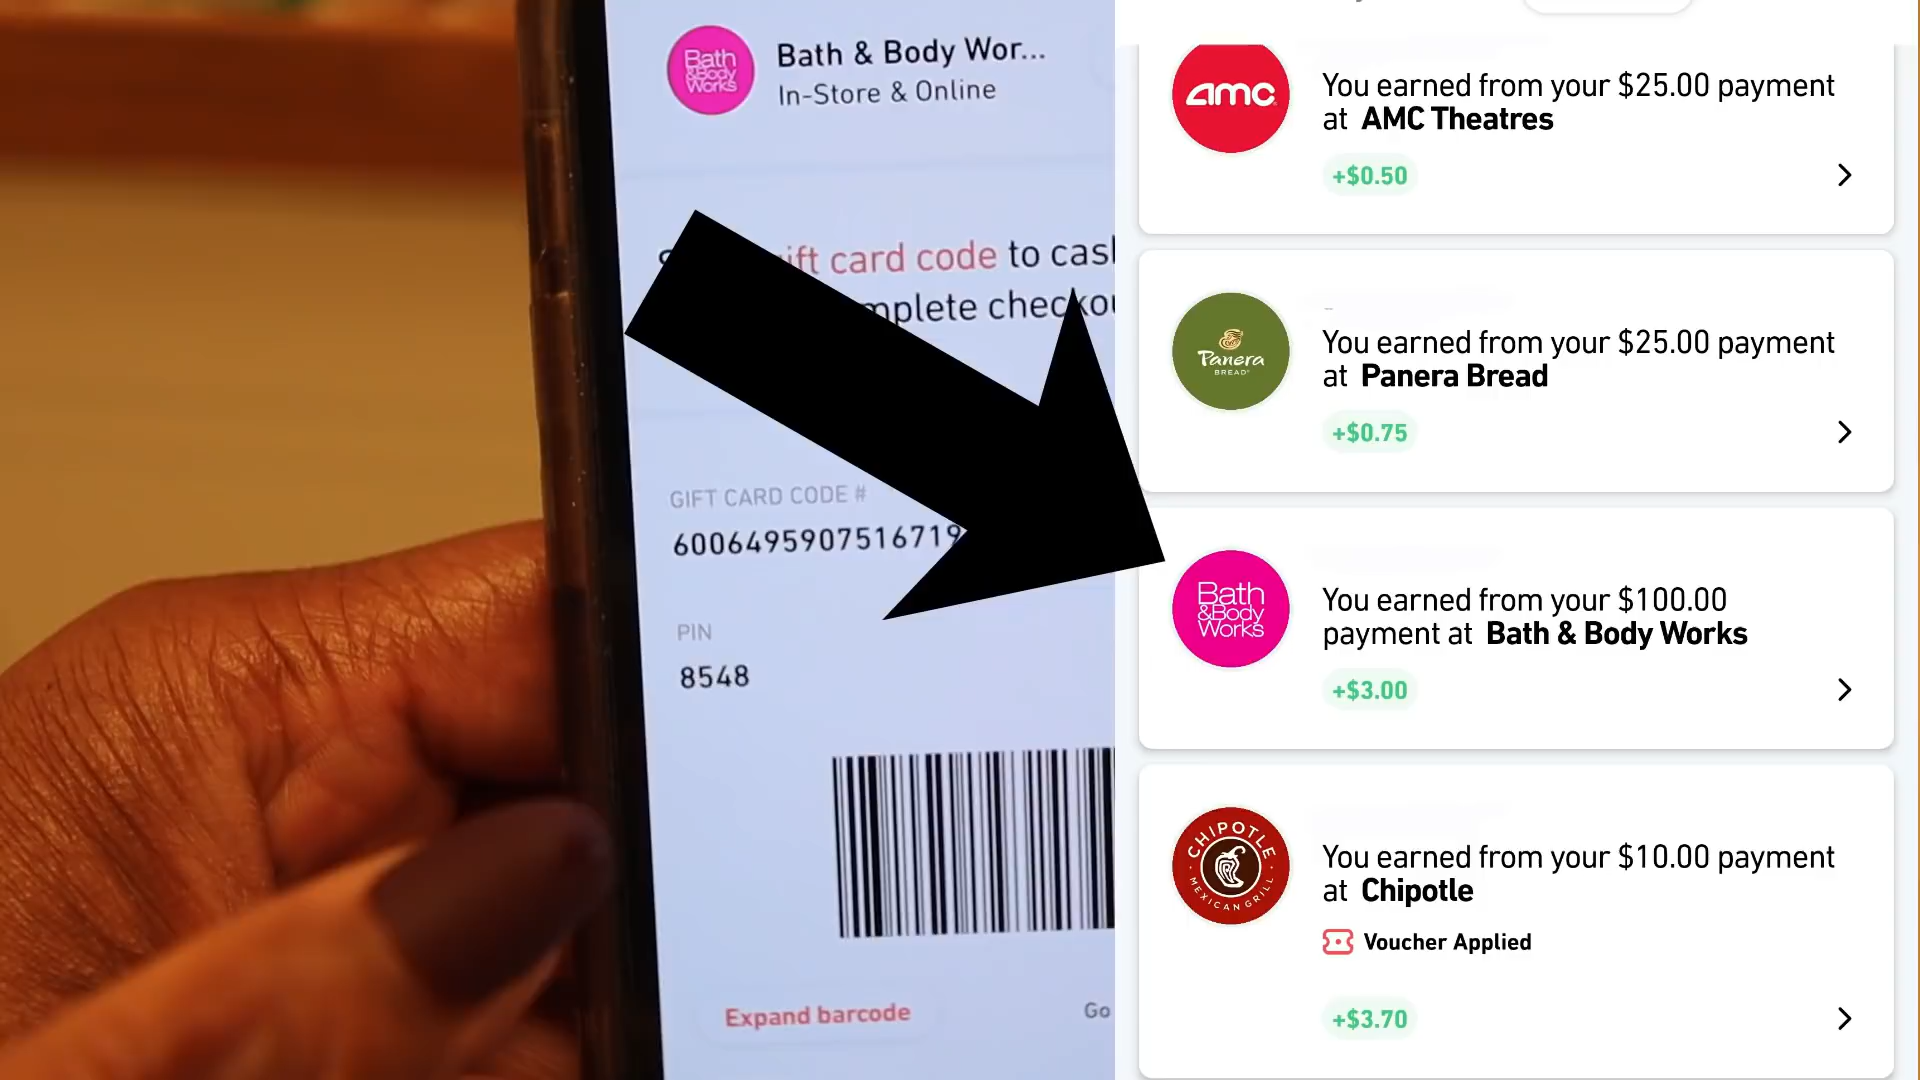 Bath
&Body
Works
Bath & Body Wor...
In-Store & Online
ift card code to
mplete
GIFT CARD CODE #
6006495907516719
PIN
8548
Expand barcode
Go
amc
You earned from your $25.00 payment
at AMC Theatres
+$0.50
Panera
BREAD
You earned from your $25.00 payment
at Panera Bread
+$0.75
Bath
&Body
Works
You earned from your $100.00
payment at Bath & Body Works
+$3.00
CHIPOTLE
MEXICAN GRILL
You earned from your $10.00 payment
at Chipotle
Voucher Applied
+$3.70